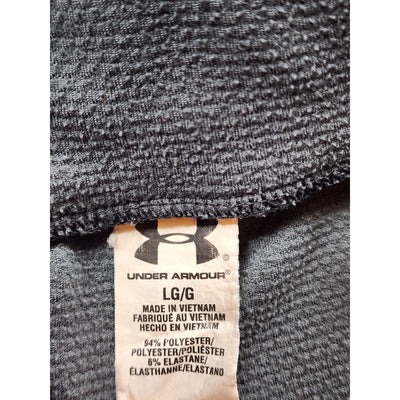 UNDER ARMOUR
LG/G
MADE IN VIETNAM
FABRIQUÉ AU VIETNAM
HECHO EN VIETNAM
94% POLYESTER/
POLYESTER/POLIÉSTER
6% ELASTANE/
ÉLASTHANNE/ELASTANO